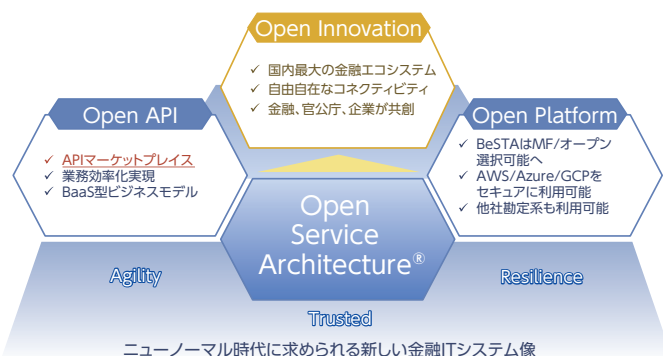 Open Innovation
✓ 国内最大の金融エコシステム
✓ 自由自在なコネクティビティ
✓ 金融、官公庁、企業が共創
Open API
✓ APIマーケットプレイス
✓ 業務効率化実現
✓ BaaS型ビジネスモデル
Open Platform
✓ BeSTAはMF/オープン
選択可能へ
✓ AWS/Azure/GCPを
セキュアに利用可能
✓ 他社勘定系も利用可能
Open
Service
Architecture®
Agility
Resilience
Trusted
ニューノーマル時代に求められる新しい金融ITシステム像